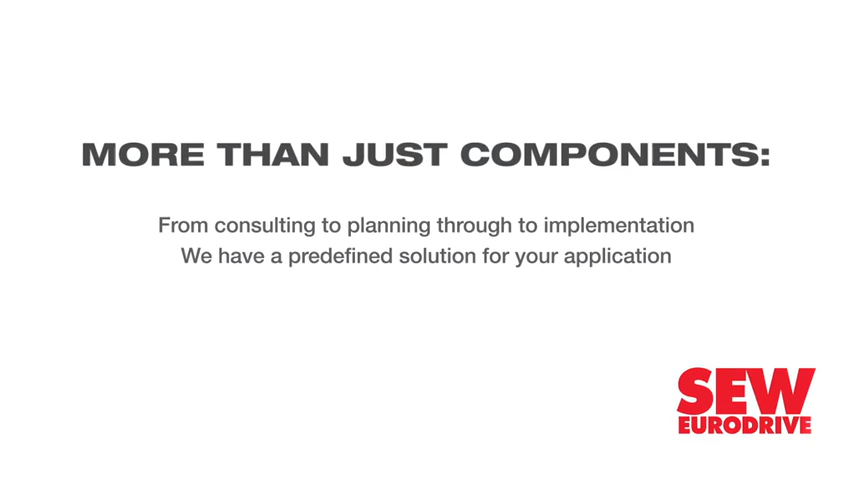 MORE THAN JUST COMPONENTS:
From consulting to planning through to implementation
We have a predefined solution for your application
SEW
EURODRIVE